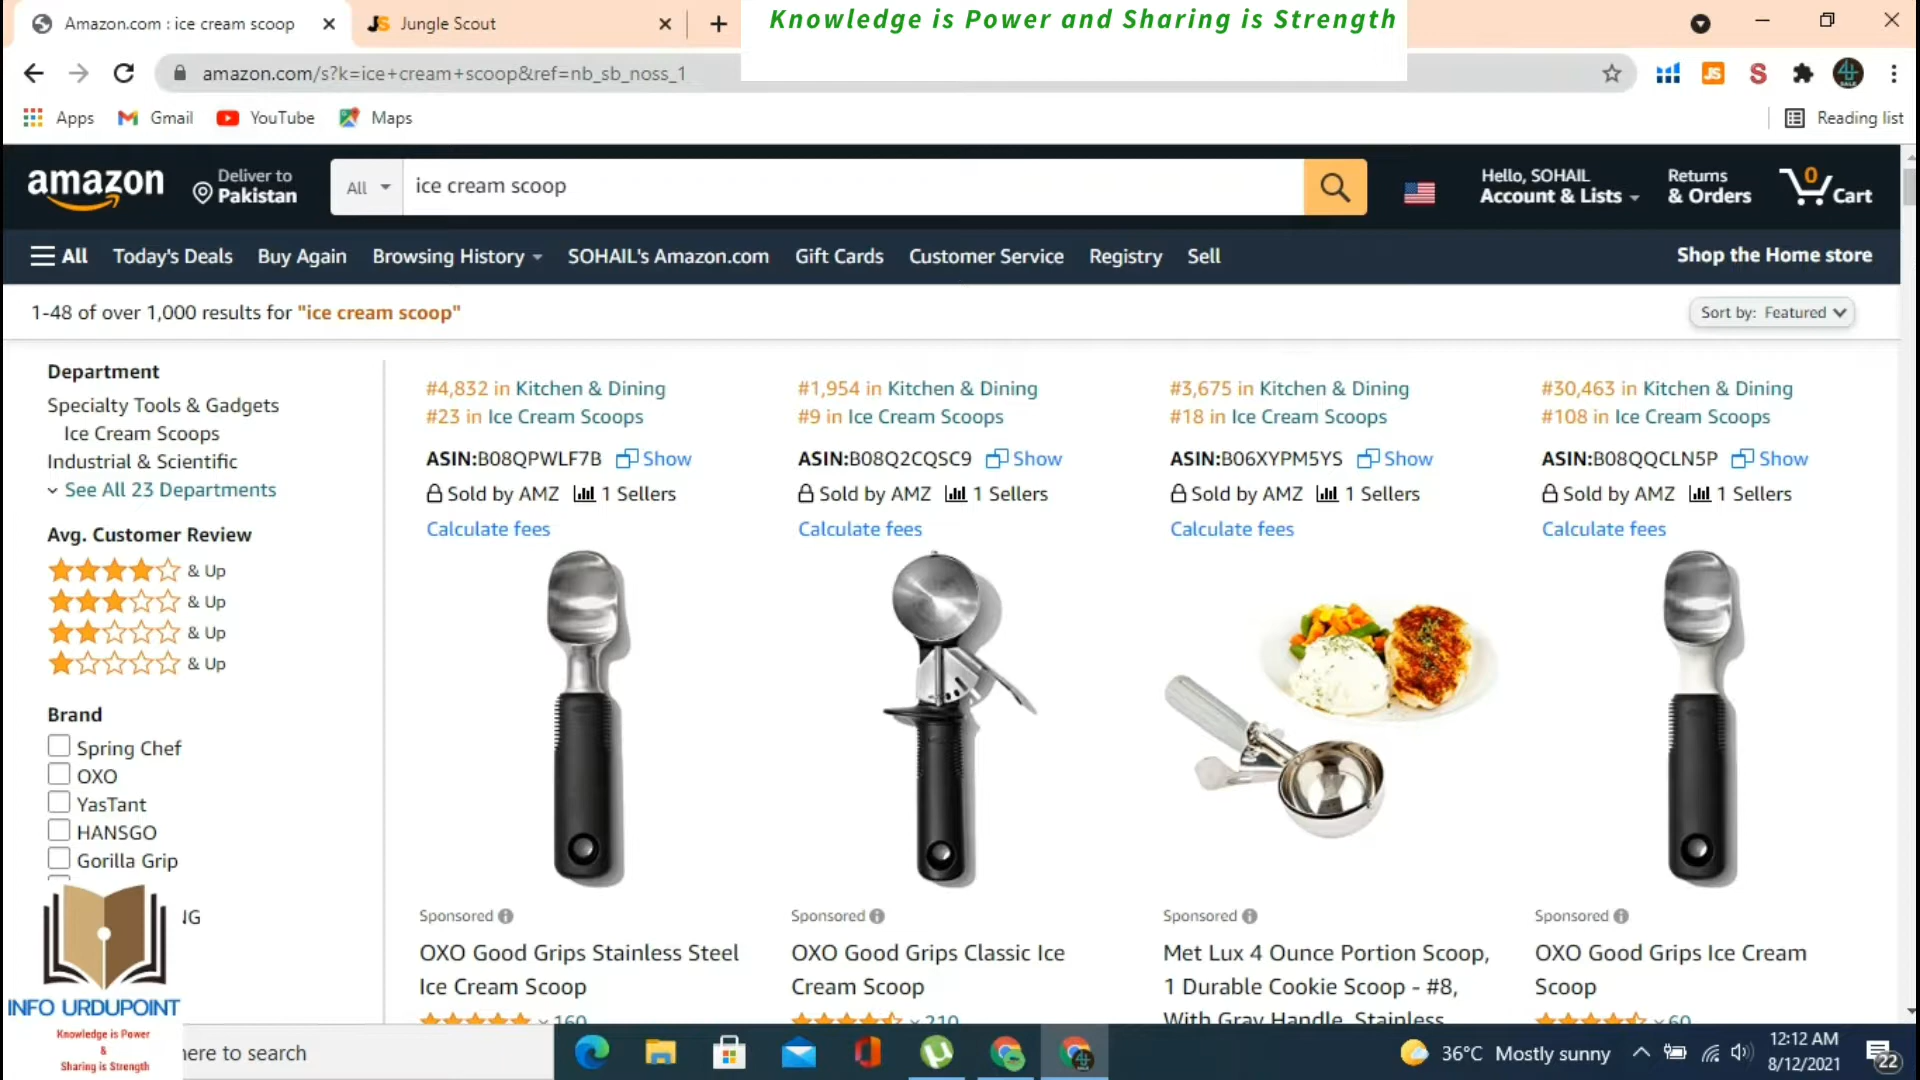 Amazon.com : ice cream scoop
Jungle Scout
Knowledge is Power and Sharing is Strength
amazon.com/s?k=ice+cream+scoop&ref=nb_sb_noss_1
Apps
Gmail
YouTube
Maps
Reading list
amazon
Deliver to
Pakistan
All
ice cream scoop
Hello, SOHAIL
Account & Lists
Returns
& Orders
0
Cart
All
Today's Deals
Buy Again
Browsing History
SOHAIL's Amazon.com
Gift Cards
Customer Service
Registry
Sell
Shop the Home store
1-48 of over 1,000 results for "ice cream scoop"
Sort by: Featured
Department
Specialty Tools & Gadgets
Ice Cream Scoops
Industrial & Scientific
See All 23 Departments
Avg. Customer Review
& Up
& Up
& Up
& Up
Brand
Spring Chef
OXO
YasTant
HANSGO
Gorilla Grip
NG
#4,832 in Kitchen & Dining
#23 in Ice Cream Scoops
ASIN:B08QPWLF7B Show
Sold by AMZ 1 Sellers
Calculate fees
Sponsored
OXO Good Grips Stainless Steel
Ice Cream Scoop
160
#1,954 in Kitchen & Dining
#9 in Ice Cream Scoops
ASIN:B08Q2CQSC9 Show
Sold by AMZ 1 Sellers
Calculate fees
Sponsored
OXO Good Grips Classic Ice
Cream Scoop
210
#3,675 in Kitchen & Dining
#18 in Ice Cream Scoops
ASIN:B06XYPM5YS Show
Sold by AMZ 1 Sellers
Calculate fees
Sponsored
Met Lux 4 Ounce Portion Scoop,
1 Durable Cookie Scoop - #8,
With Gray Handle, Stainless
#30,463 in Kitchen & Dining
#108 in Ice Cream Scoops
ASIN:B08QQCLN5P Show
Sold by AMZ 1 Sellers
Calculate fees
Sponsored
OXO Good Grips Ice Cream
Scoop
60
INFO URDUPOINT
Knowledge is Power
&
Sharing is Strength
here to search
36°C Mostly sunny
12:12 AM
8/12/2021
22